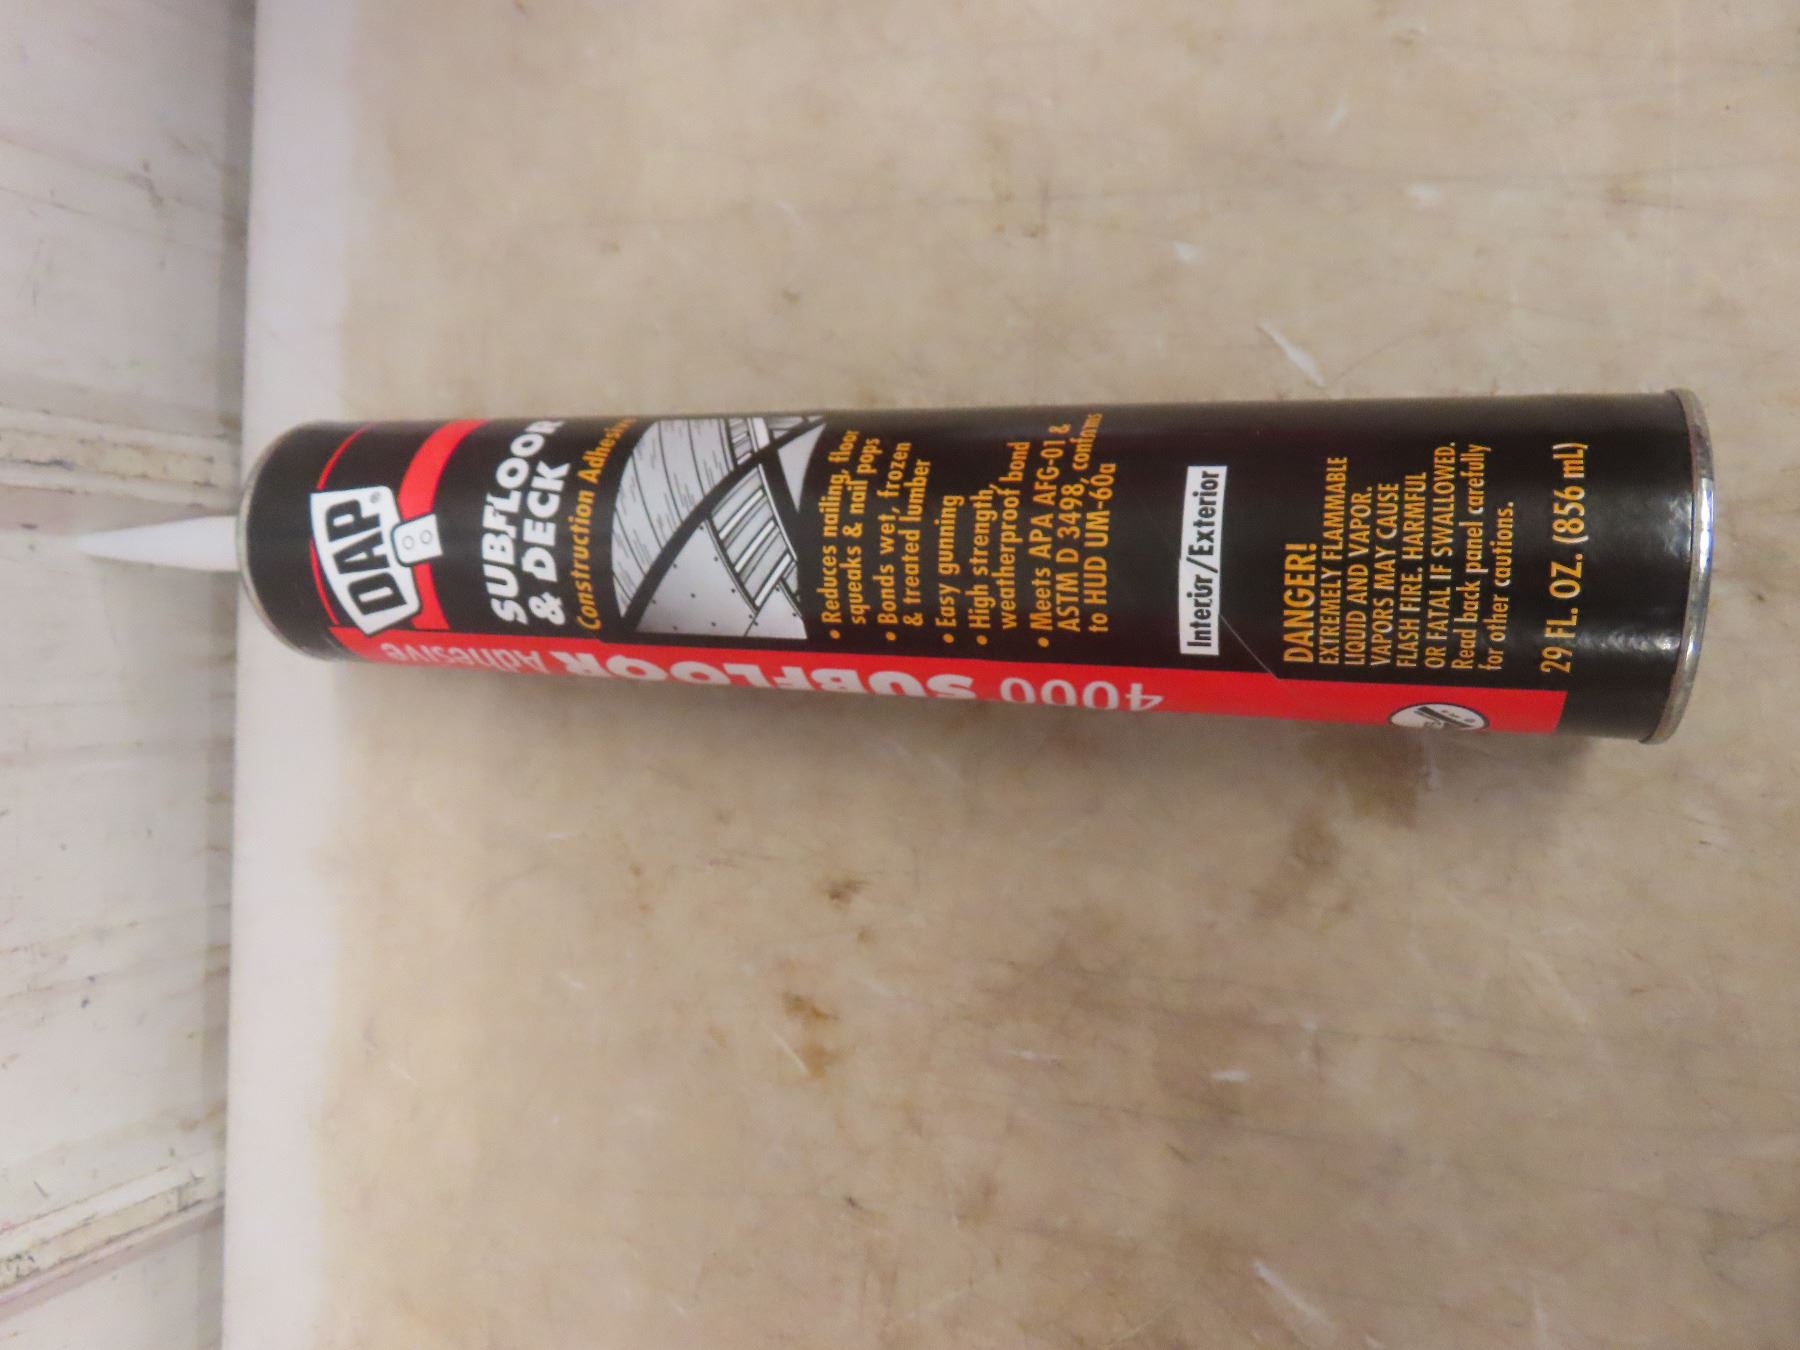 DAP®
SUBFLOOR
& DECK
Construction Adhesive
• Reduces nailing, floor
squeaks & nail pops
• Bonds wet, frozen
& treated lumber
• Easy gunning
• High strength,
weatherproof bond
• Meets APA AFG-01 &
ASTM D 3498, conforms
to HUD UM-60a
Interior/Exterior
DANGER!
EXTREMELY FLAMMABLE
LIQUID AND VAPOR.
VAPORS MAY CAUSE
FLASH FIRE. HARMFUL
OR FATAL IF SWALLOWED.
Read back panel carefully
for other cautions.
29 FL. OZ. (856 mL)
4000 SUBFLOOR Adhesive